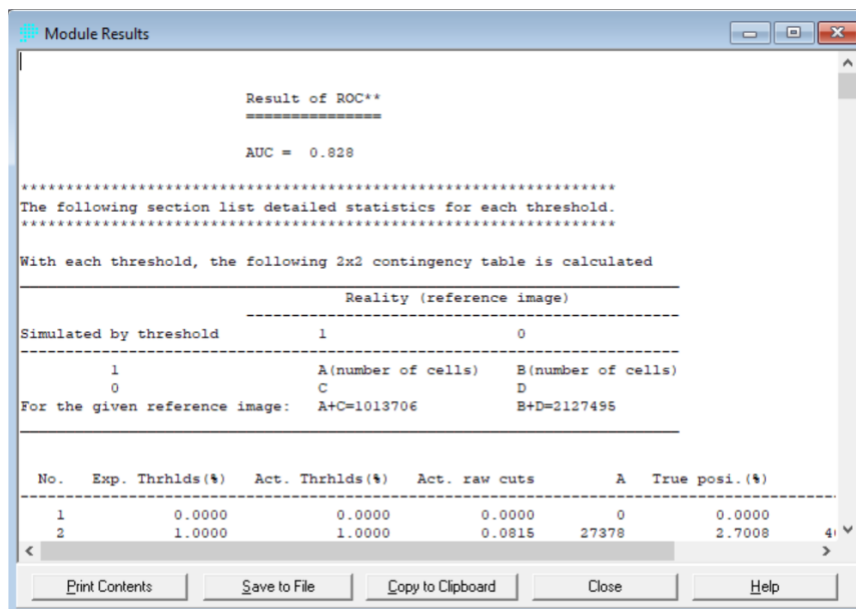 Module Results
Result of ROC**
===============
AUC = 0.828
******************************************************************
The following section list detailed statistics for each threshold.
******************************************************************
With each threshold, the following 2x2 contingency table is calculated
Reality (reference image)
Simulated by threshold 1 0
1 A(number of cells) B(number of cells)
0 C D
For the given reference image: A+C=1013706 B+D=2127495
No. Exp. Thrhlds(%) Act. Thrhlds(%) Act. raw cuts A True posi.(%)
1 0.0000 0.0000 0.0000 0 0.0000
2 1.0000 1.0000 0.0815 27378 2.7008
Print Contents Save to File Copy to Clipboard Close Help